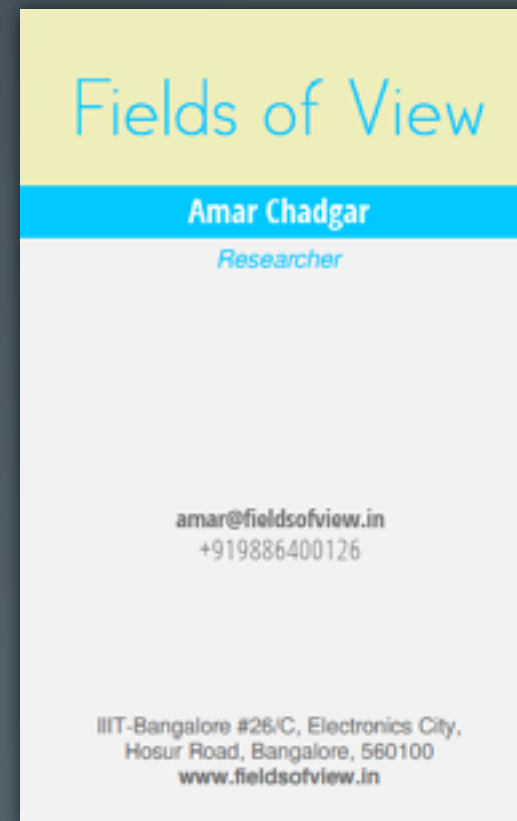 Fields of View
Amar Chadgar
Researcher
amar@fieldsofview.in
+919886400126
IIIT-Bangalore #26/C, Electronics City,
Hosur Road, Bangalore, 560100
www.fieldsofview.in